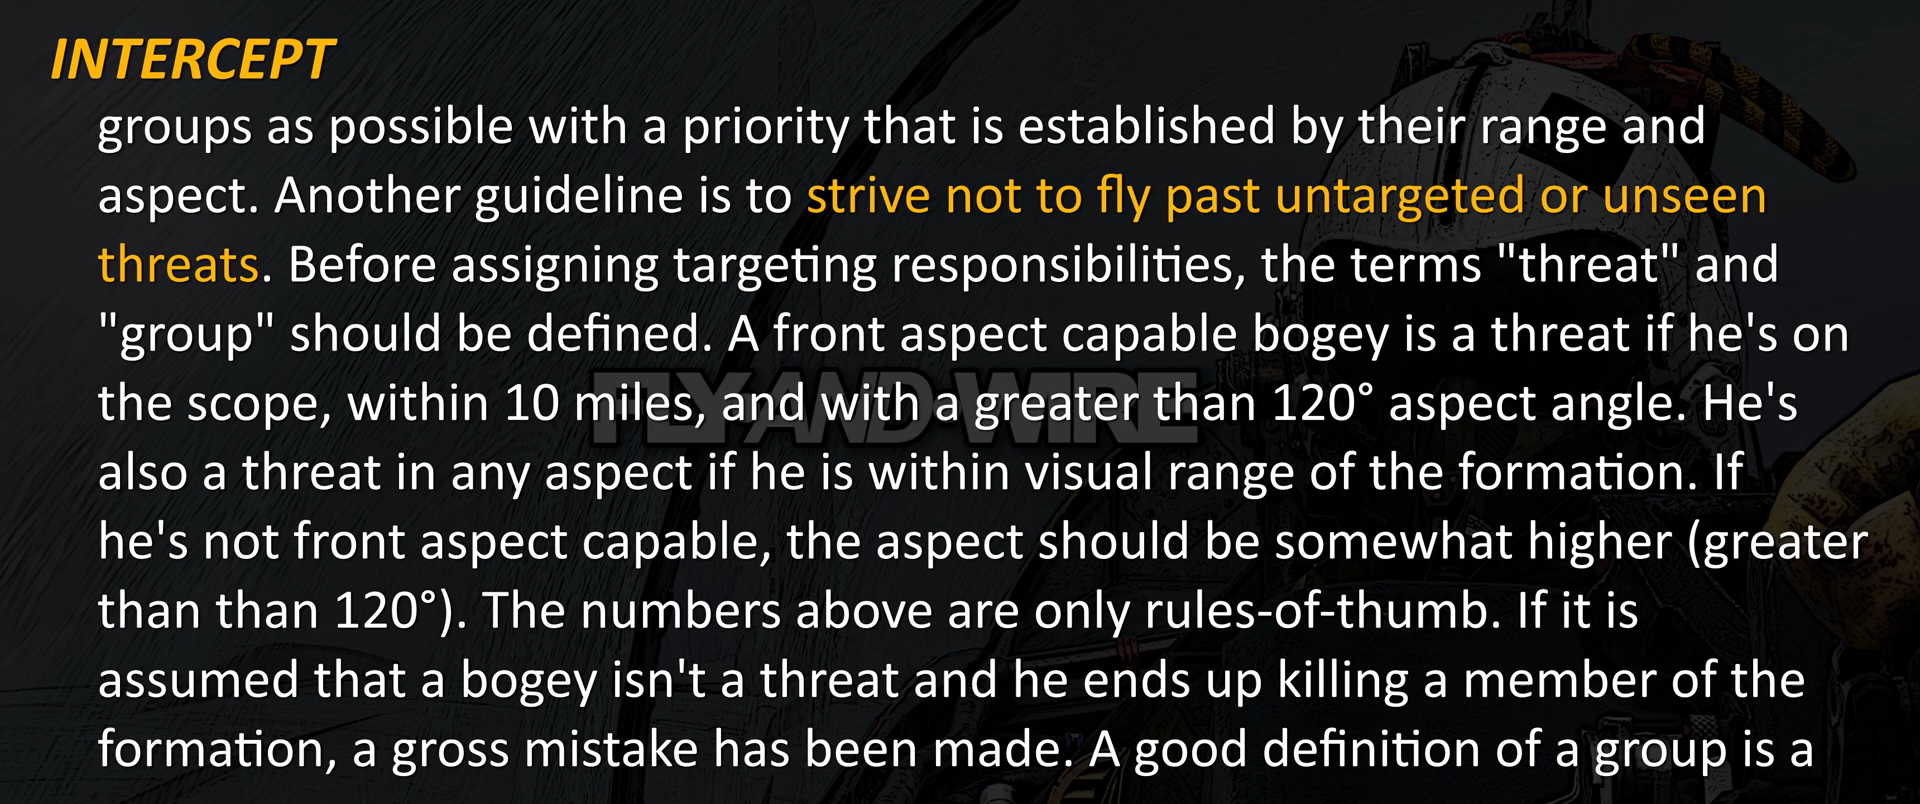 INTERCEPT
groups as possible with a priority that is established by their range and
aspect. Another guideline is to strive not to fly past untargeted or unseen
threats. Before assigning targeting responsibilities, the terms "threat" and
"group" should be defined. A front aspect capable bogey is a threat if he's on
the scope, within 10 miles, and with a greater than 120° aspect angle. He's
also a threat in any aspect if he is within visual range of the formation. If
he's not front aspect capable, the aspect should be somewhat higher (greater
than than 120°). The numbers above are only rules-of-thumb. If it is
assumed that a bogey isn't a threat and he ends up killing a member of the
formation, a gross mistake has been made. A good definition of a group is a
FLY-AND-WIRE